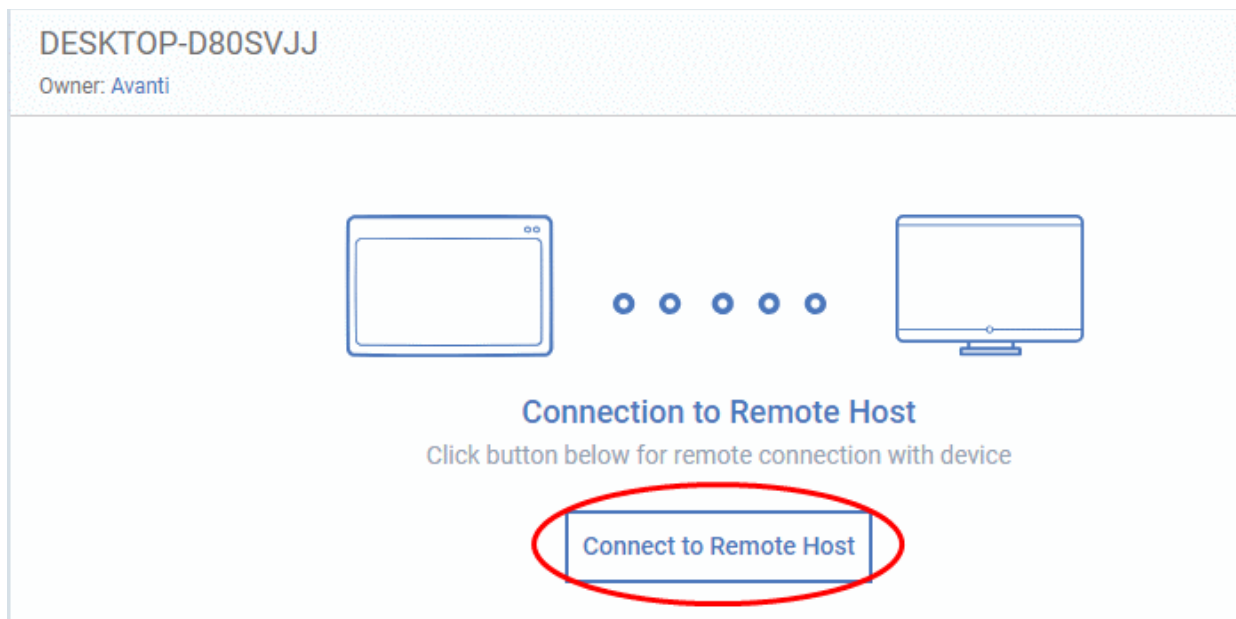 DESKTOP-D80SVJJ
Owner: Avanti
Connection to Remote Host
Click button below for remote connection with device
Connect to Remote Host